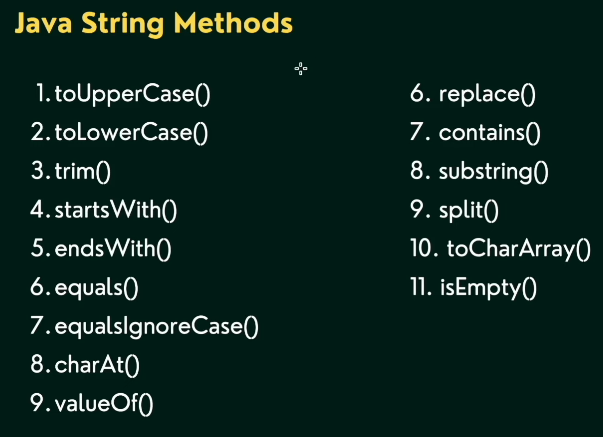 Java String Methods
1. toUpperCase()
2. toLowerCase()
3. trim()
4. startsWith()
5. endsWith()
6. equals()
7. equalsIgnoreCase()
8. charAt()
9. valueOf()
6. replace()
7. contains()
8. substring()
9. split()
10. toCharArray()
11. isEmpty()